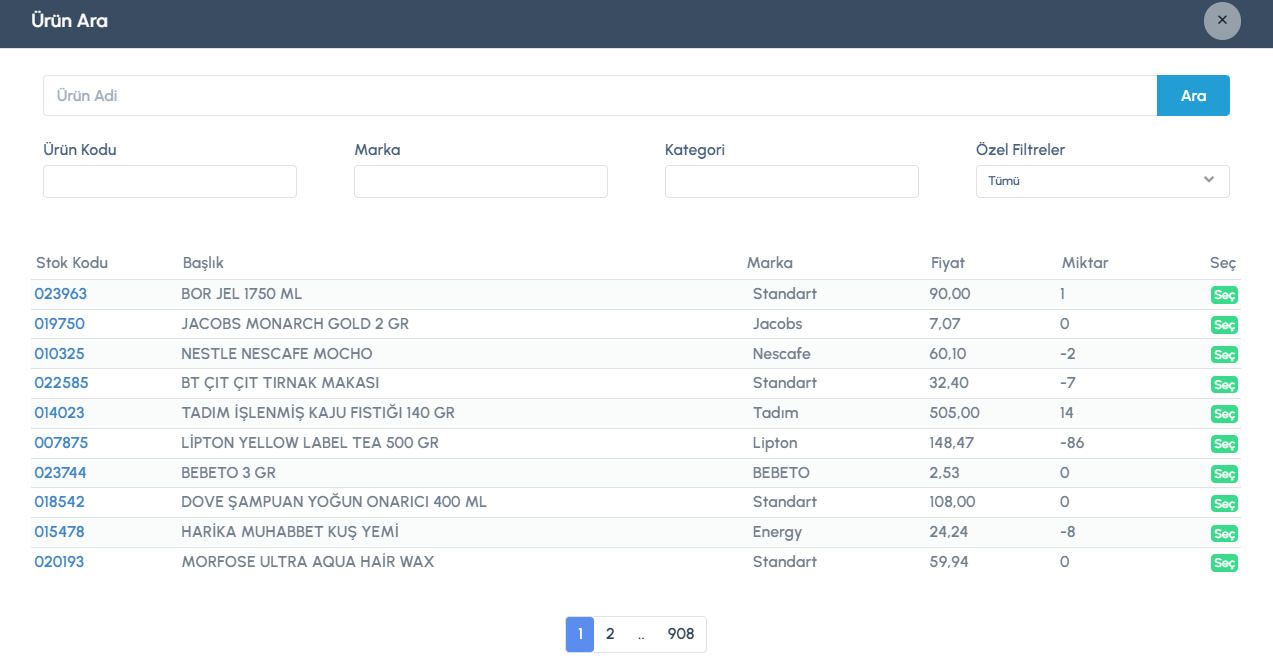 Ürün Ara
×
Ürün Adi Ara
Ürün Kodu Marka Kategori Özel Filtreler
Tümü
Stok Kodu Başlık Marka Fiyat Miktar Seç
023963 BOR JEL 1750 ML Standart 90,00 1 Seç
019750 JACOBS MONARCH GOLD 2 GR Jacobs 7,07 0 Seç
010325 NESTLE NESCAFE MOCHO Nescafe 60,10 -2 Seç
022585 BT ÇIT ÇIT TIRNAK MAKASI Standart 32,40 -7 Seç
014023 TADIM İŞLENMİŞ KAJU FISTIĞI 140 GR Tadım 505,00 14 Seç
007875 LİPTON YELLOW LABEL TEA 500 GR Lipton 148,47 -86 Seç
023744 BEBETO 3 GR BEBETO 2,53 0 Seç
018542 DOVE ŞAMPUAN YOĞUN ONARICI 400 ML Standart 108,00 0 Seç
015478 HARİKA MUHABBET KUŞ YEMİ Energy 24,24 -8 Seç
020193 MORFOSE ULTRA AQUA HAİR WAX Standart 59,94 0 Seç
1 2 .. 908